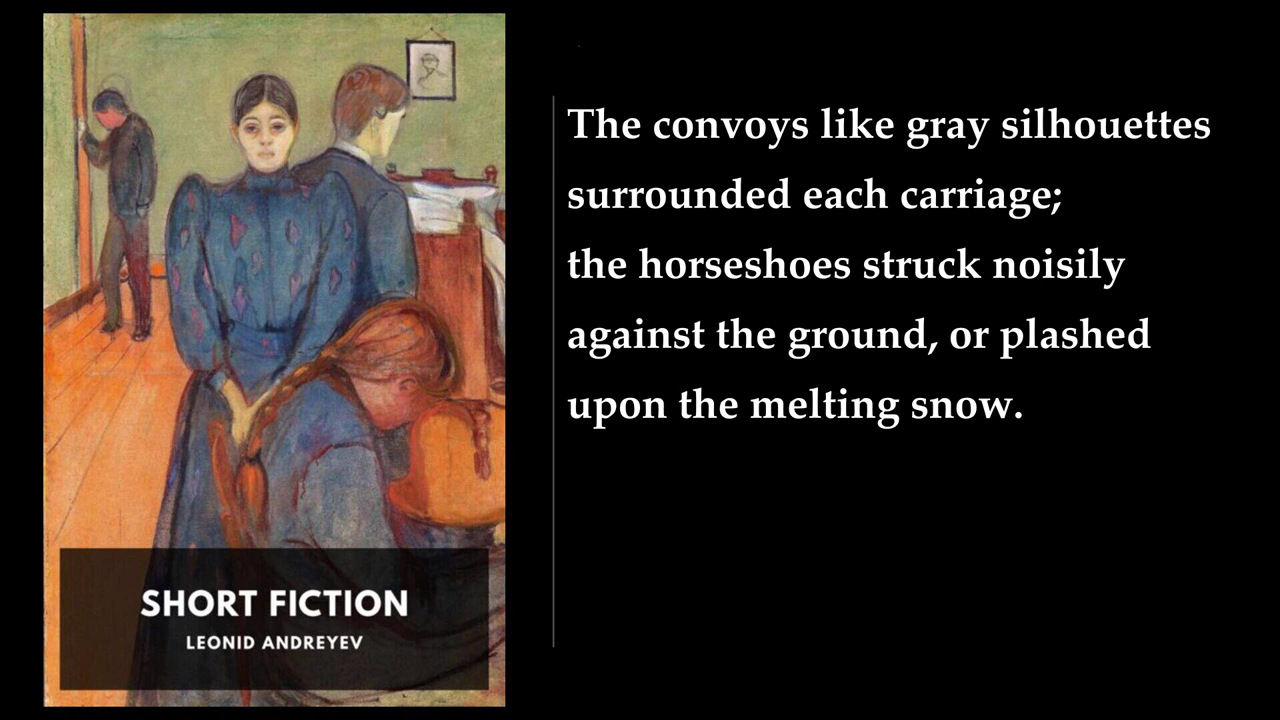 SHORT FICTION
LEONID ANDREYEV
The convoys like gray silhouettes
surrounded each carriage;
the horseshoes struck noisily
against the ground, or plashed
upon the melting snow.